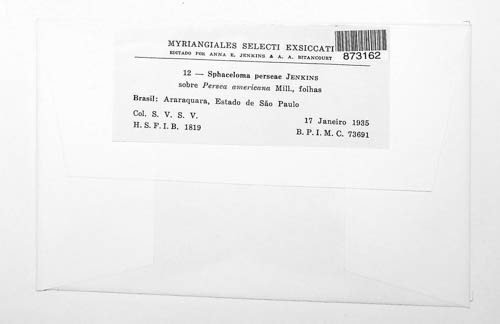 MYRIANGIALES SELECTI EXSICCATI
EDITADO POR ANNA E. JENKINS & A. A. BITANCOURT
873162
12 — Sphaceloma perseae JENKINS
sobre Persea americana Mill., folhas
Brasil: Araraquara, Estado de São Paulo
Col. S. V. S. V.
17 Janeiro 1935
H. S. F. I. B. 1819
B. P. I. M. C. 73691